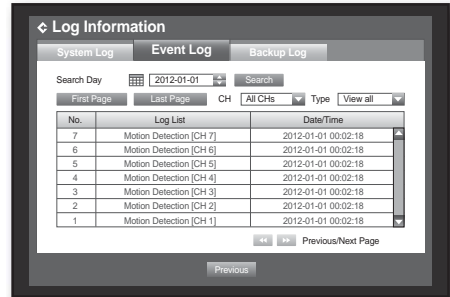 Log Information
System Log Event Log Backup Log
Search Day 2012-01-01 Search
First Page Last Page CH All CHs Type View all
No. Log List Date/Time
7 Motion Detection [CH 7] 2012-01-01 00:02:18
6 Motion Detection [CH 6] 2012-01-01 00:02:18
5 Motion Detection [CH 5] 2012-01-01 00:02:18
4 Motion Detection [CH 4] 2012-01-01 00:02:18
3 Motion Detection [CH 3] 2012-01-01 00:02:18
2 Motion Detection [CH 2] 2012-01-01 00:02:18
1 Motion Detection [CH 1] 2012-01-01 00:02:18
Previous/Next Page
Previous